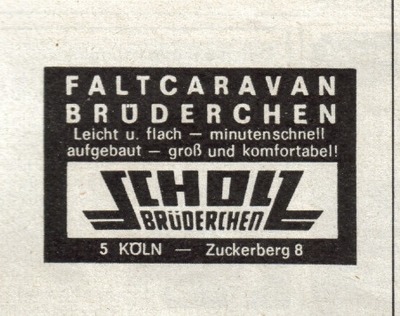 FALTCARAVAN
BRÜDERCHEN
Leicht u. flach — minutenschnell
aufgebaut — groß und komfortabel!
SCHOLZ
BRÜDERCHEN
5 KÖLN — Zuckerberg 8